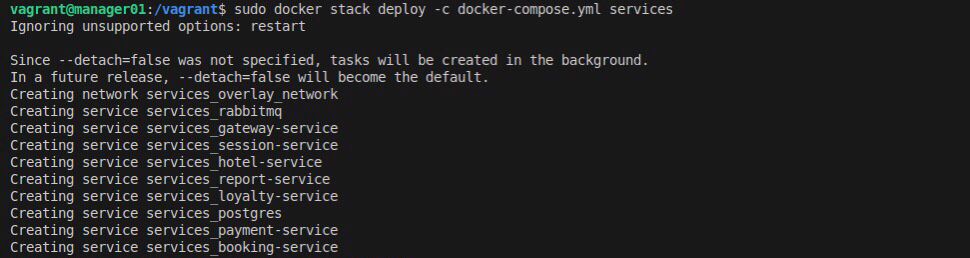 vagrant@manager01:/vagrant$ sudo docker stack deploy -c docker-compose.yml services
Ignoring unsupported options: restart

Since --detach=false was not specified, tasks will be created in the background.
In a future release, --detach=false will become the default.
Creating network services_overlay_network
Creating service services_rabbitmq
Creating service services_gateway-service
Creating service services_session-service
Creating service services_hotel-service
Creating service services_report-service
Creating service services_loyalty-service
Creating service services_postgres
Creating service services_payment-service
Creating service services_booking-service